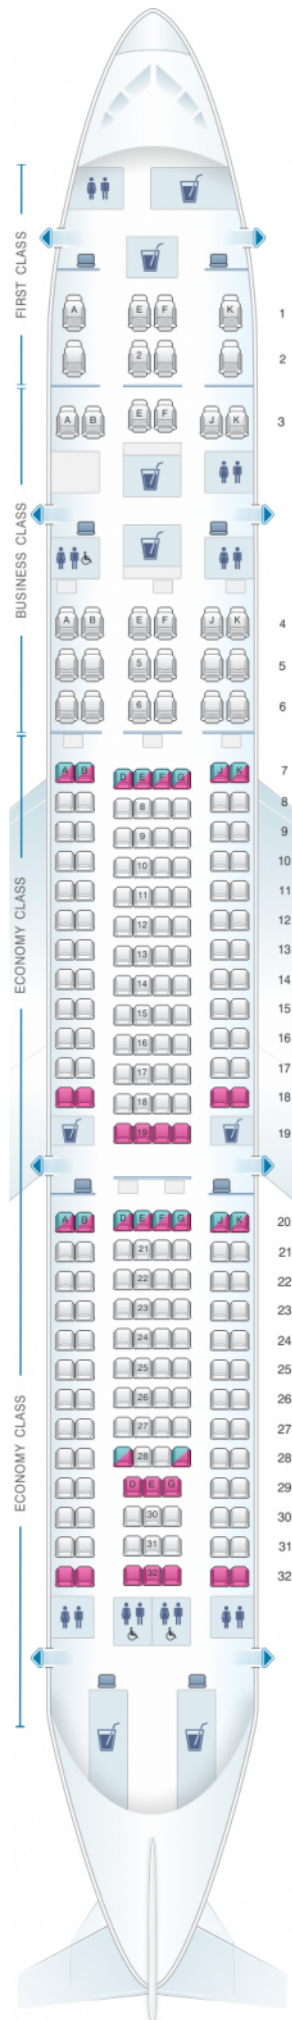 FIRST CLASS
A E F K 1
2 2
A B E F J K 3
BUSINESS CLASS
A B E F J K 4
5 5
6 6
ECONOMY CLASS
A B D E F G J K 7
8 8
9 9
10 10
11 11
12 12
13 13
14 14
15 15
16 16
17 17
18 18
19 19
A B D E F G J K 20
21 21
22 22
23 23
24 24
25 25
26 26
27 27
ECONOMY CLASS
28 28
D E G 29
30 30
31 31
32 32